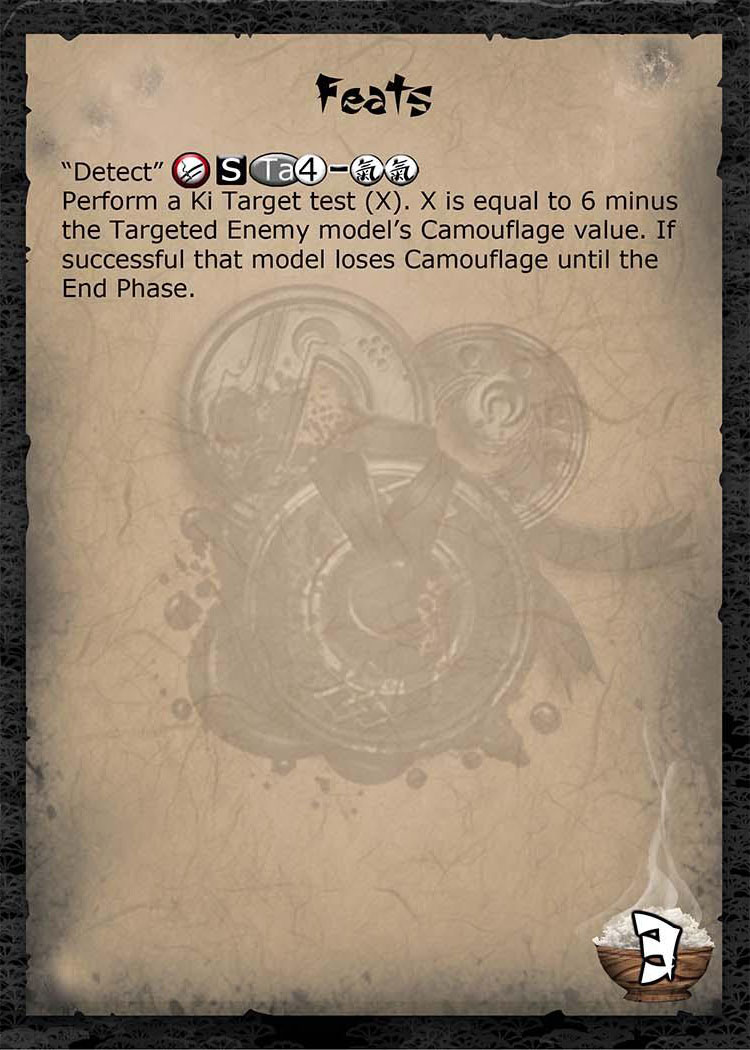 Feats
“Detect” S Ta4-氣氣
Perform a Ki Target test (X). X is equal to 6 minus
the Targeted Enemy model’s Camouflage value. If
successful that model loses Camouflage until the
End Phase.
3